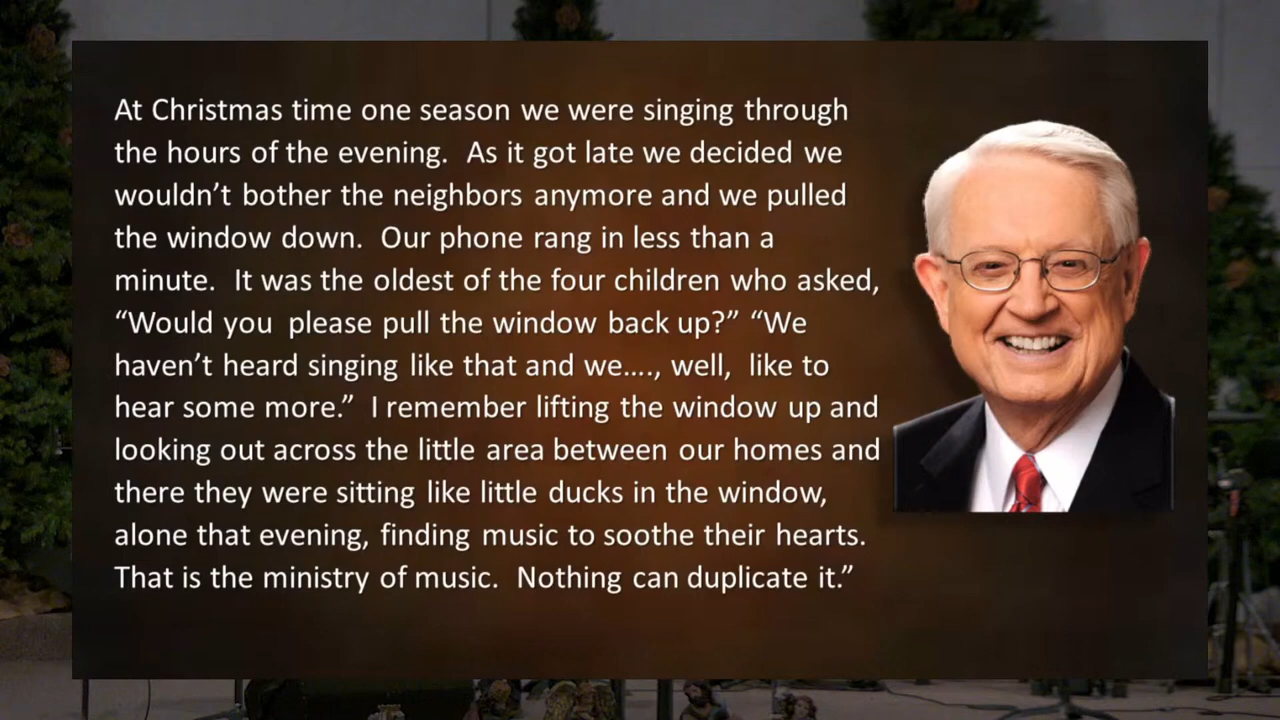 At Christmas time one season we were singing through
the hours of the evening.  As it got late we decided we
wouldn’t bother the neighbors anymore and we pulled
the window down.  Our phone rang in less than a
minute.  It was the oldest of the four children who asked,
“Would you  please pull the window back up?” “We
haven’t heard singing like that and we…., well,  like to
hear some more.”  I remember lifting the window up and
looking out across the little area between our homes and
there they were sitting like little ducks in the window,
alone that evening, finding music to soothe their hearts.
That is the ministry of music.  Nothing can duplicate it.”